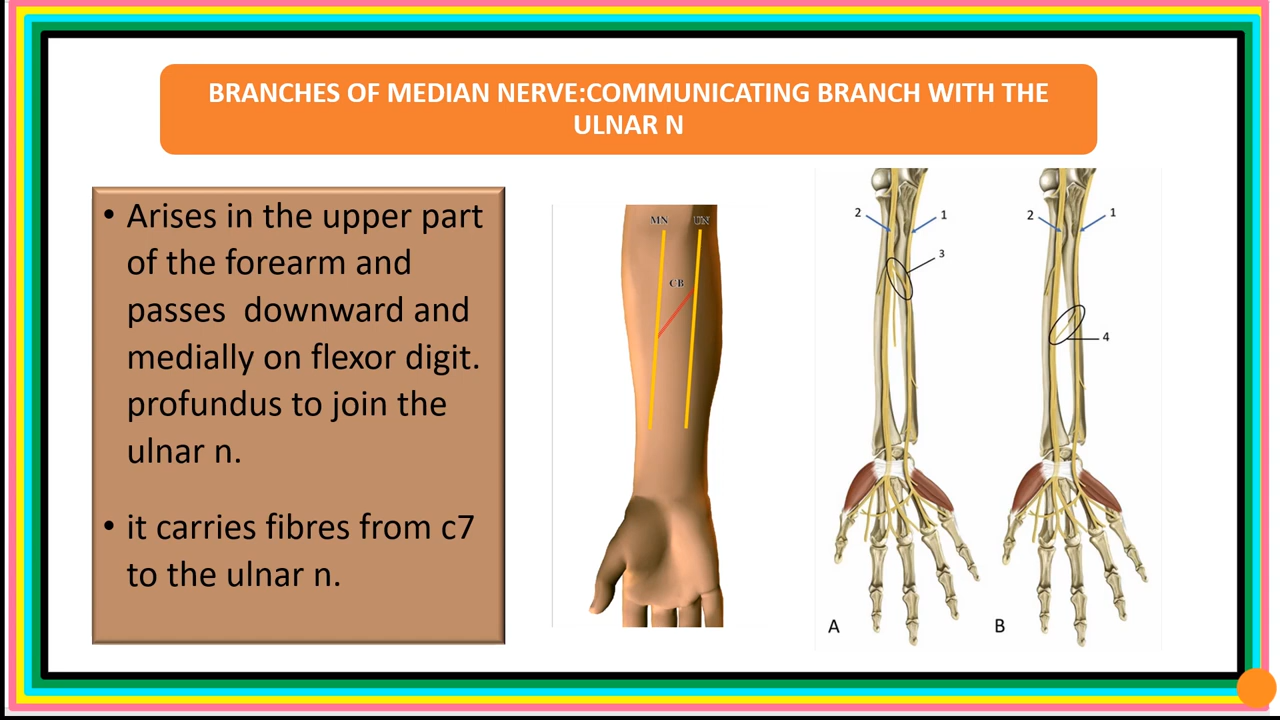 BRANCHES OF MEDIAN NERVE:COMMUNICATING BRANCH WITH THE
ULNAR N
• Arises in the upper part
of the forearm and
passes  downward and
medially on flexor digit.
profundus to join the
ulnar n.
• it carries fibres from c7
to the ulnar n.
MN UN
CB
2 1
3
A
2 1
4
B